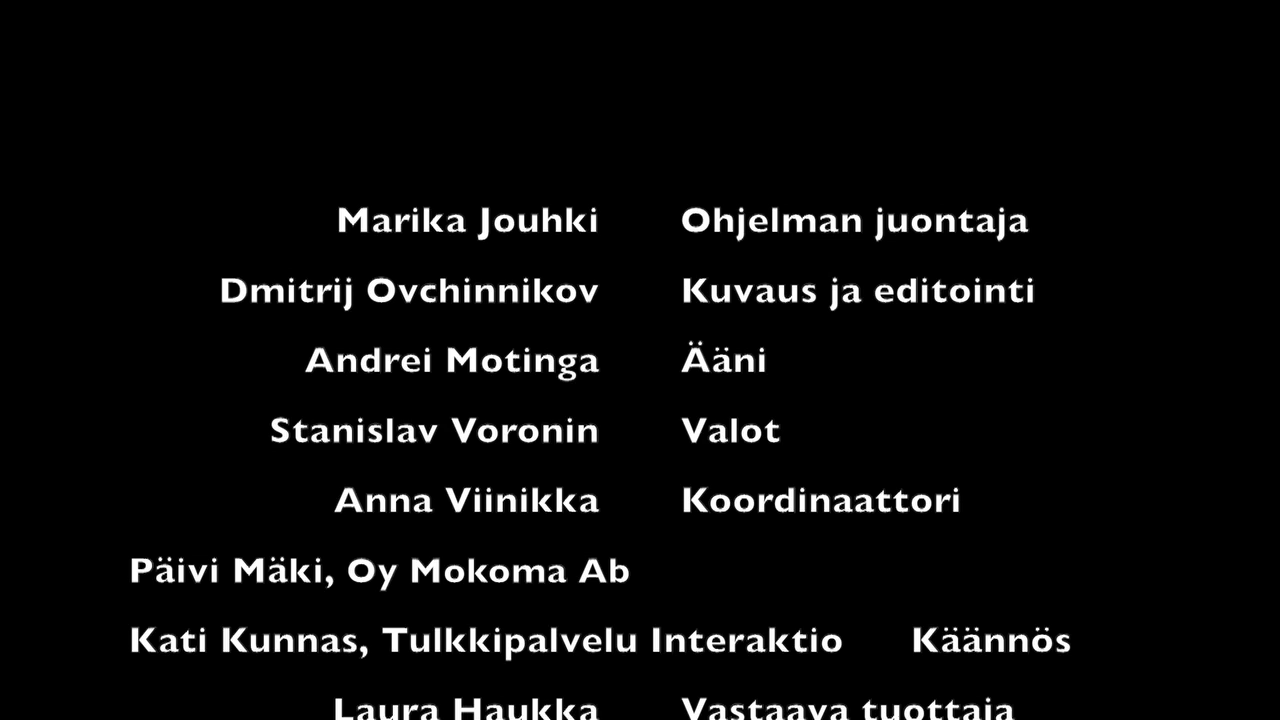 Marika Jouhki Ohjelman juontaja
Dmitrij Ovchinnikov Kuvaus ja editointi
Andrei Motinga Ääni
Stanislav Voronin Valot
Anna Viinikka Koordinaattori
Päivi Mäki, Oy Mokoma Ab
Kati Kunnas, Tulkkipalvelu Interaktio Käännös
Laura Haukka Vastaava tuottaja